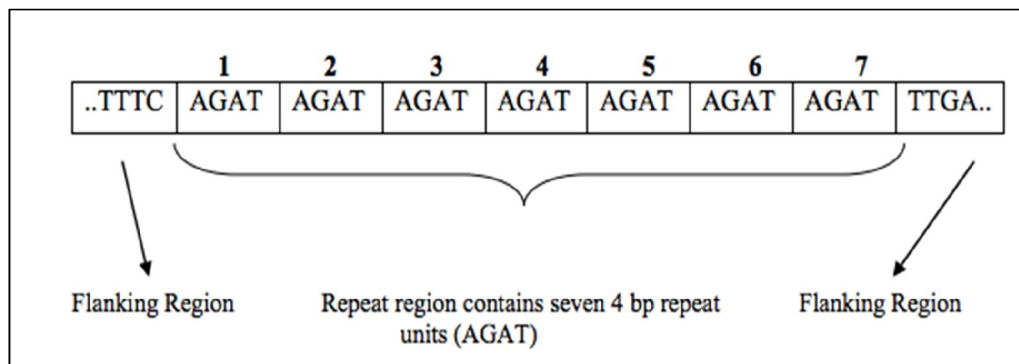 1 2 3 4 5 6 7
..TTTC AGAT AGAT AGAT AGAT AGAT AGAT AGAT TTGA..
Flanking Region Repeat region contains seven 4 bp repeat Flanking Region
units (AGAT)